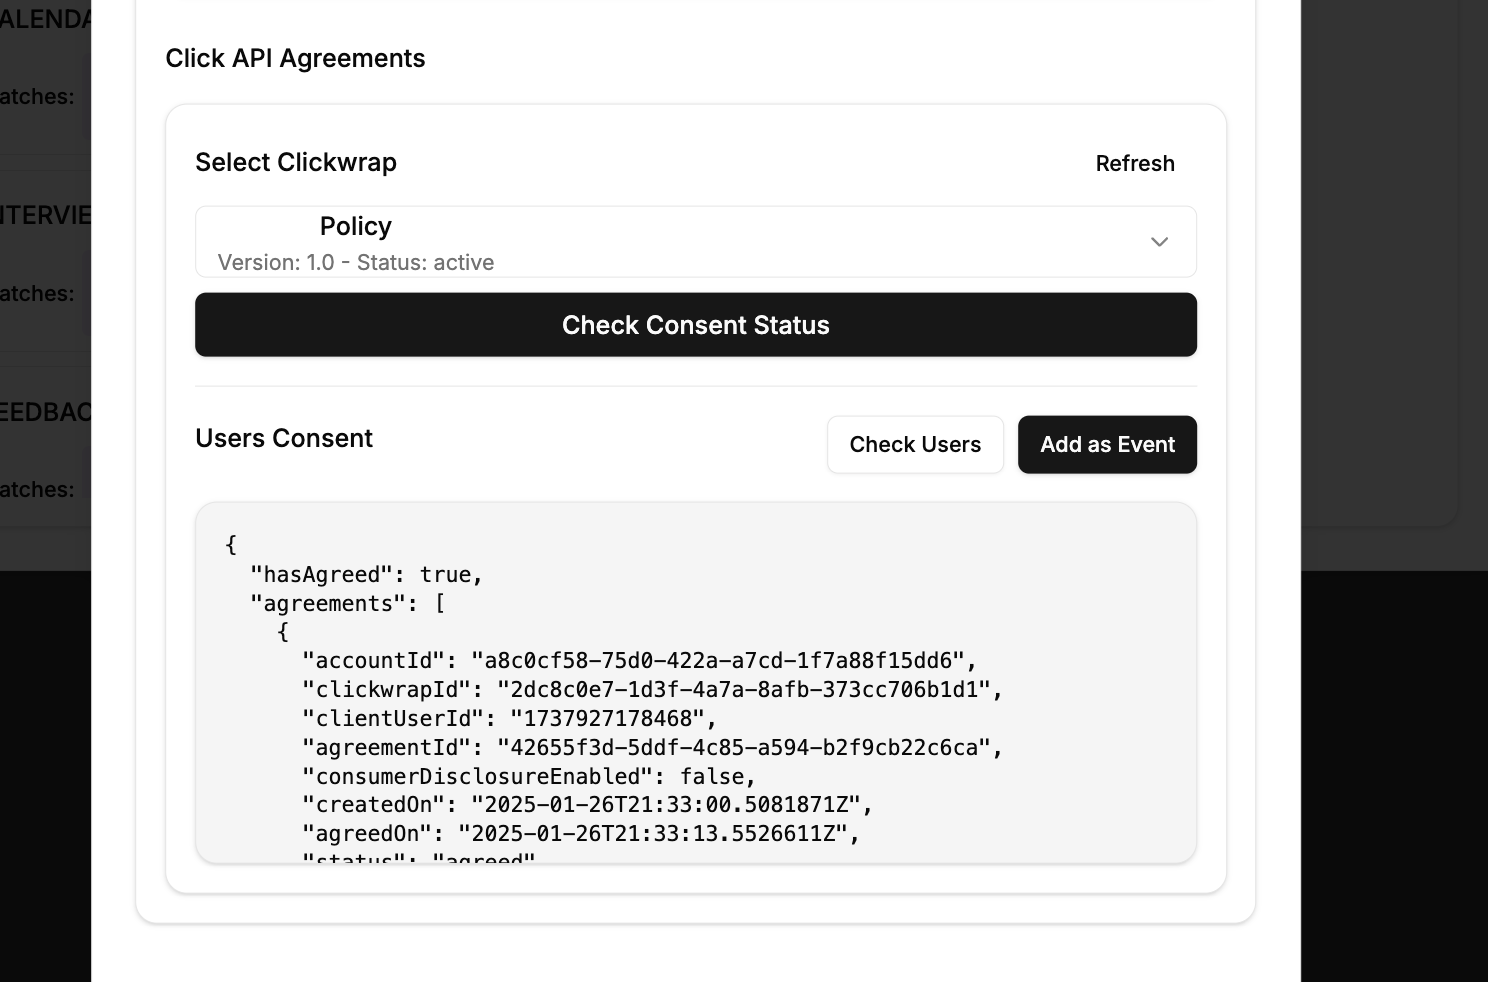 ALENDA
atches:
NTERVIE
atches:
EEDBAC
atches:
Click API Agreements
Select Clickwrap
Refresh
Policy
Version: 1.0 - Status: active
Check Consent Status
Users Consent
Check Users
Add as Event
{
"hasAgreed": true,
"agreements": [
{
"accountId": "a8c0cf58-75d0-422a-a7cd-1f7a88f15dd6",
"clickwrapId": "2dc8c0e7-1d3f-4a7a-8afb-373cc706b1d1",
"clientUserId": "1737927178468",
"agreementId": "42655f3d-5ddf-4c85-a594-b2f9cb22c6ca",
"consumerDisclosureEnabled": false,
"createdOn": "2025-01-26T21:33:00.5081871Z",
"agreedOn": "2025-01-26T21:33:13.5526611Z",
"status": "agreed"